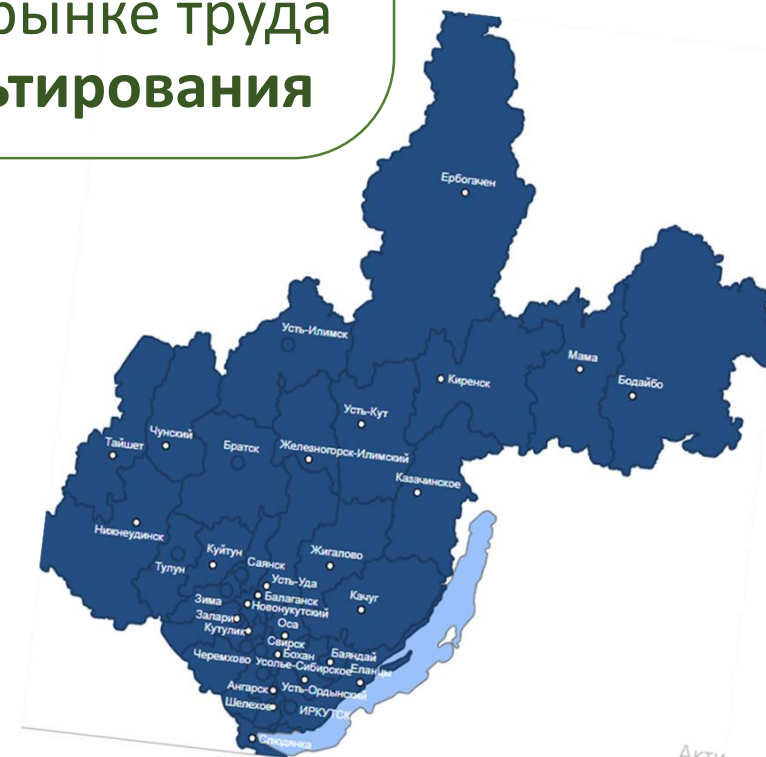 рынке труда
ьтирования
Ербогачен
Усть-Илимск
Мама
Киренск
Бодайбо
Усть-Кут
Чунский
Тайшет
Братск
Железногорск-Илимский
Казачинское
Нижнеудинск
Куйтун
Жигалово
Саянск
Тулун
Усть-Уда
Балаганск
Качуг
Зима
Новонукутский
Залари
Оса
Кутулик
Свирск
Бохан
Баяндай
Черемхово
Усолье-Сибирское
Еланцы
Ангарск
Усть-Ордынский
Шелехов
ИРКУТСК
Слюдянка
Акти